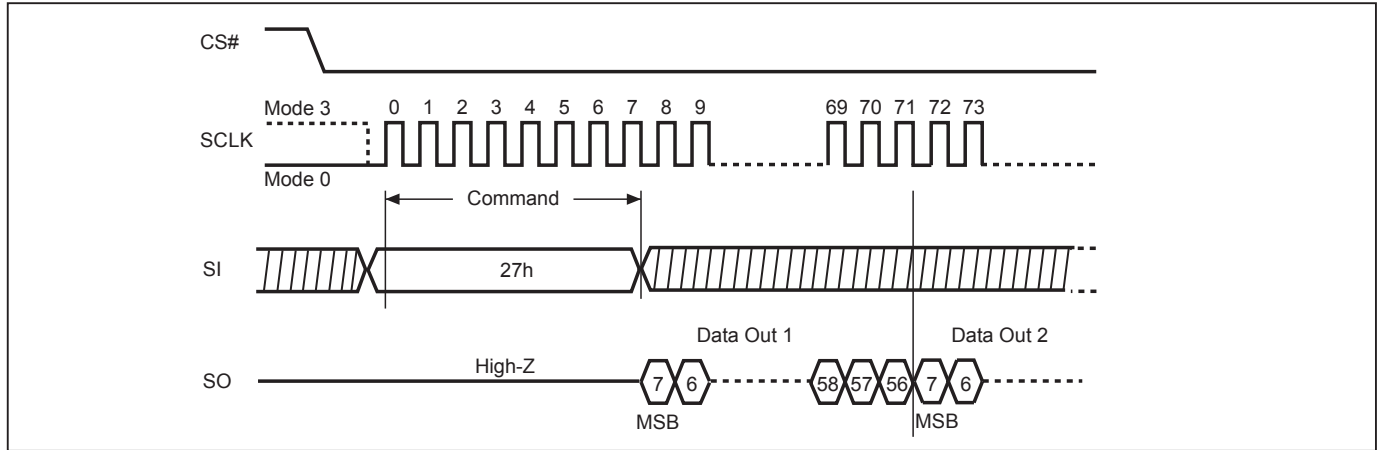 CS#
Mode 3
0 1 2 3 4 5 6 7 8 9 69 70 71 72 73
SCLK
Mode 0
Command
SI
27h
Data Out 1 Data Out 2
High-Z
SO
7 6 58 57 56 7 6
MSB MSB